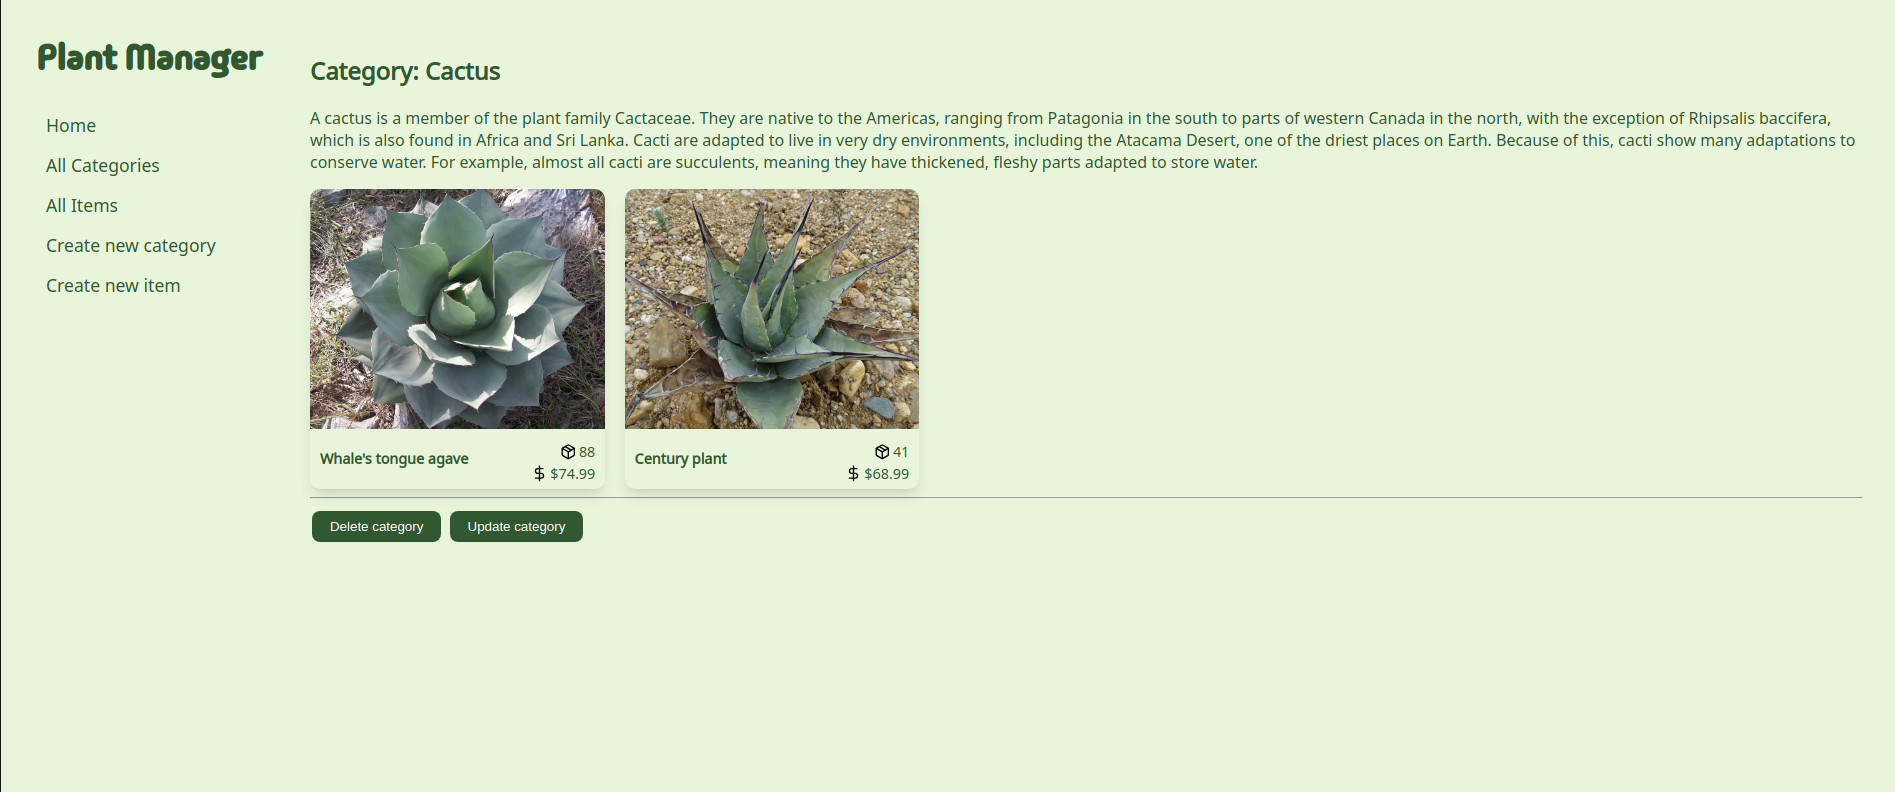 Plant Manager
Home
All Categories
All Items
Create new category
Create new item
Category: Cactus
A cactus is a member of the plant family Cactaceae. They are native to the Americas, ranging from Patagonia in the south to parts of western Canada in the north, with the exception of Rhipsalis baccifera,
which is also found in Africa and Sri Lanka. Cacti are adapted to live in very dry environments, including the Atacama Desert, one of the driest places on Earth. Because of this, cacti show many adaptations to
conserve water. For example, almost all cacti are succulents, meaning they have thickened, fleshy parts adapted to store water.
Whale's tongue agave
88
$ $74.99
Century plant
41
$ $68.99
Delete category
Update category